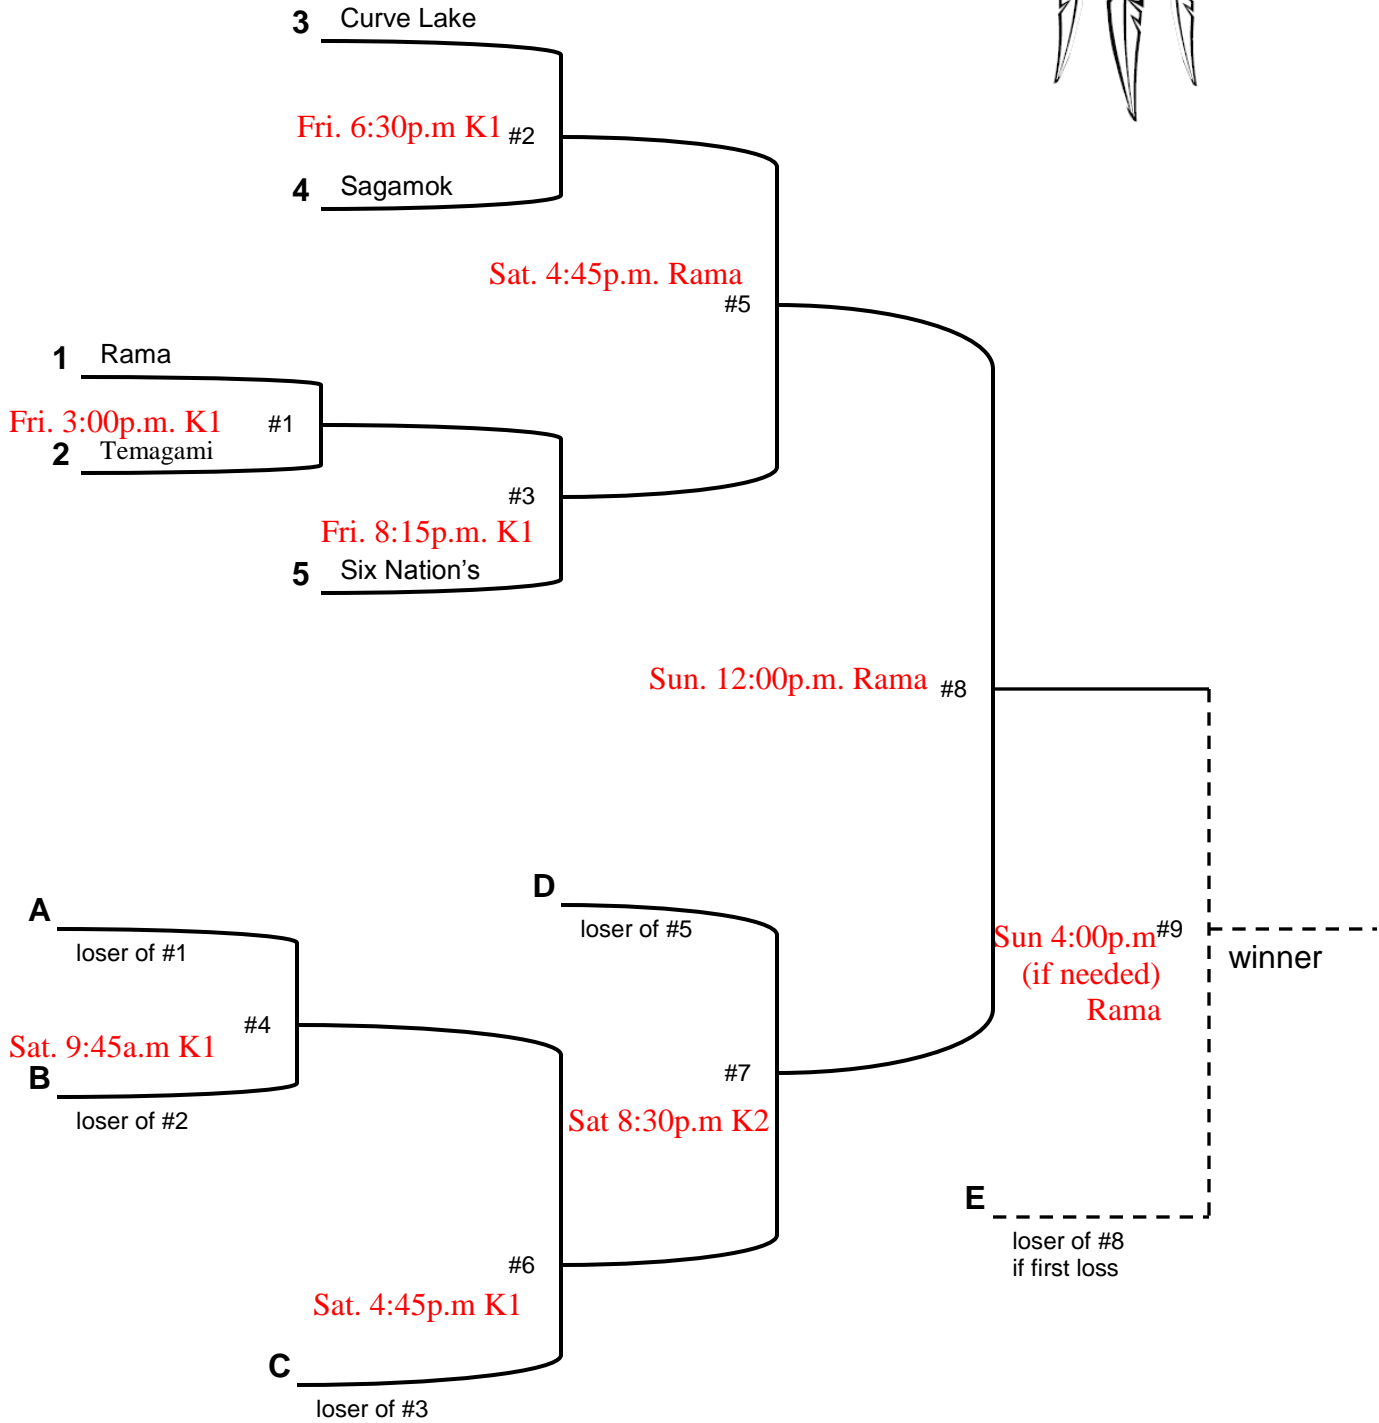 3 Curve Lake
Fri. 6:30p.m K1 #2
4 Sagamok
Sat. 4:45p.m. Rama
#5
1 Rama
Fri. 3:00p.m. K1 #1
2 Temagami
#3
Fri. 8:15p.m. K1
5 Six Nation's
Sun. 12:00p.m. Rama #8
A
loser of #1
D
loser of #5
Sun 4:00p.m #9
(if needed)
Rama
winner
#4
Sat. 9:45a.m K1
B
loser of #2
#7
Sat 8:30p.m K2
E
loser of #8
if first loss
#6
Sat. 4:45p.m K1
C
loser of #3